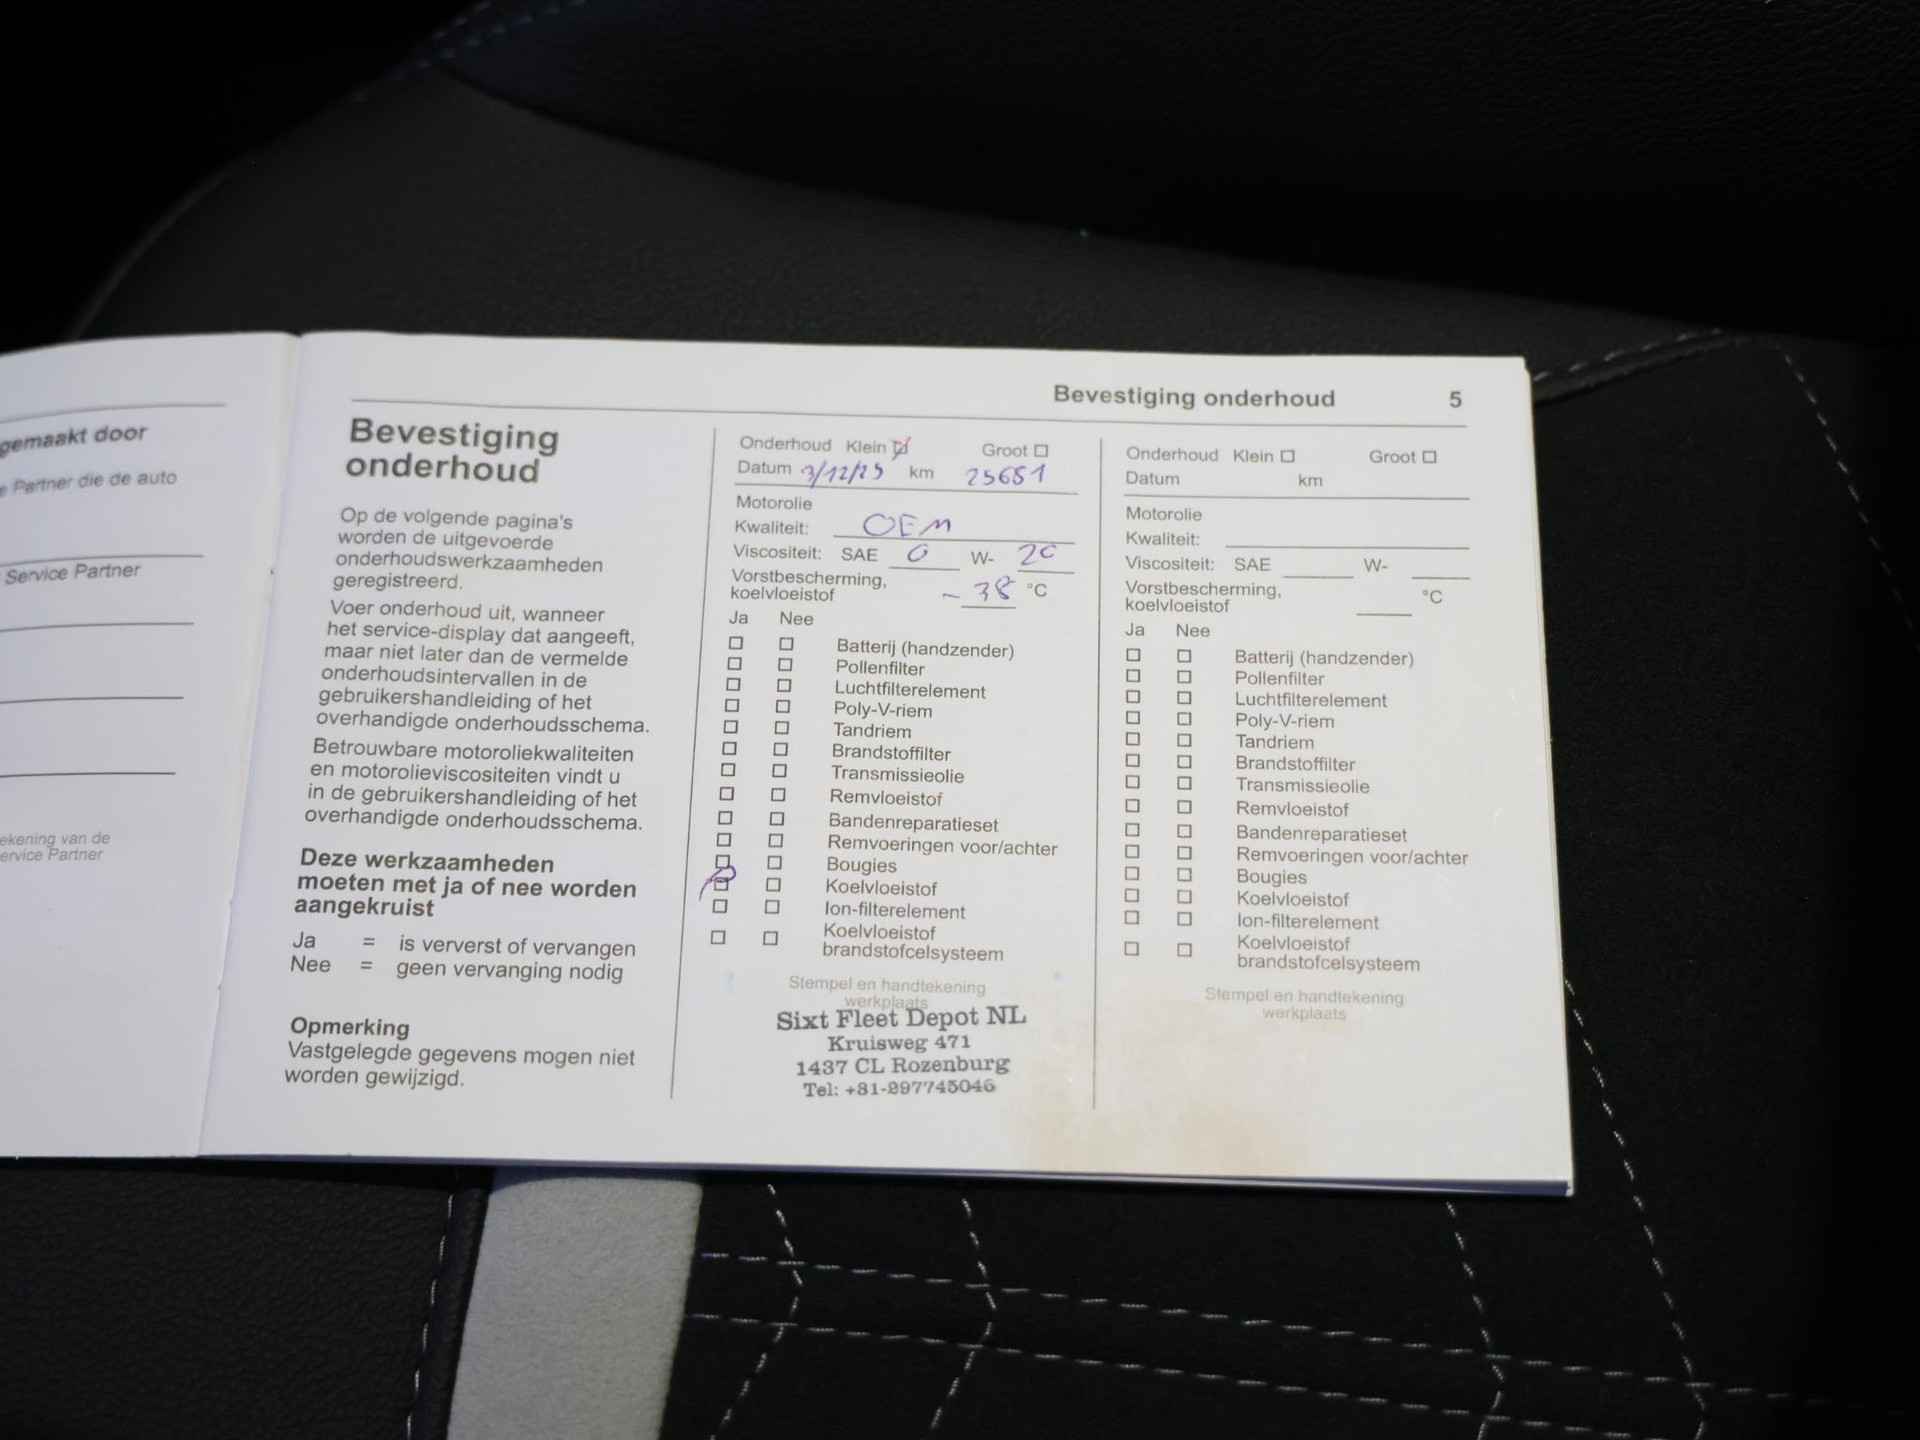 gemaakt door
Partner die de auto
Service Partner
ekening van de
ervice Partner
Bevestiging onderhoud 5
Bevestiging
onderhoud
Op de volgende pagina's
worden de uitgevoerde
onderhoudswerkzaamheden
geregistreerd.
Voer onderhoud uit, wanneer
het service-display dat aangeeft,
maar niet later dan de vermelde
onderhoudsintervallen in de
gebruikershandleiding of het
overhandigde onderhoudsschema.
Betrouwbare motoroliekwaliteiten
en motorolieviscositeiten vindt u
in de gebruikershandleiding of het
overhandigde onderhoudsschema.
Deze werkzaamheden
moeten met ja of nee worden
aangekruist
Ja = is ververst of vervangen
Nee = geen vervanging nodig
Opmerking
Vastgelegde gegevens mogen niet
worden gewijzigd.
Onderhoud Klein Groot
Datum 3/12/25 km 25651
Motorolie
Kwaliteit: OEM
Viscositeit: SAE 0 W- 20
Vorstbescherming,
koelvloeistof - 38 °C
Ja Nee
Batterij (handzender)
Pollenfilter
Luchtfilterelement
Poly-V-riem
Tandriem
Brandstoffilter
Transmissieolie
Remvloeistof
Bandenreparatieset
Remvoeringen voor/achter
Bougies
Koelvloeistof
Ion-filterelement
Koelvloeistof
brandstofcelsysteem
Stempel en handtekening
werkplaats
Sixt Fleet Depot NL
Kruisweg 471
1437 CL Rozenburg
Tel: +31-297745046
Onderhoud Klein Groot
Datum km
Motorolie
Kwaliteit:
Viscositeit: SAE W-
Vorstbescherming,
koelvloeistof °C
Ja Nee
Batterij (handzender)
Pollenfilter
Luchtfilterelement
Poly-V-riem
Tandriem
Brandstoffilter
Transmissieolie
Remvloeistof
Bandenreparatieset
Remvoeringen voor/achter
Bougies
Koelvloeistof
Ion-filterelement
Koelvloeistof
brandstofcelsysteem
Stempel en handtekening
werkplaats